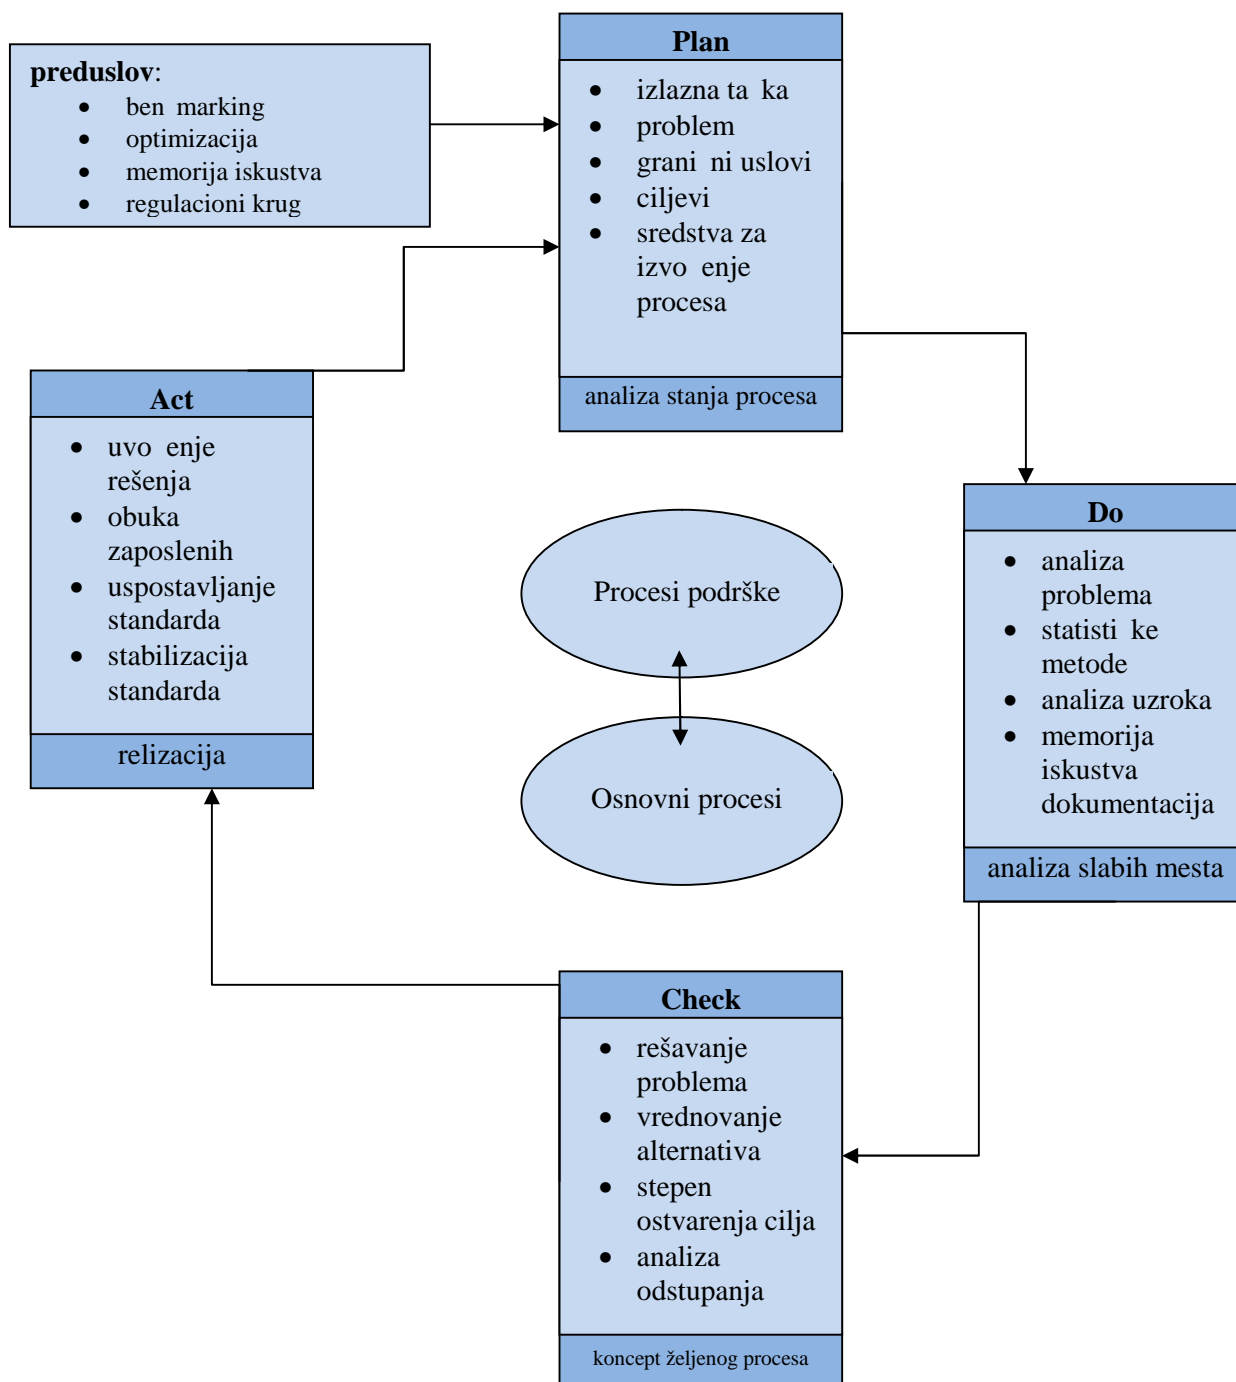 preduslov:
• ben marking
• optimizacija
• memorija iskustva
• regulacioni krug
Plan
• izlazna ta ka
• problem
• grani ni uslovi
• ciljevi
• sredstva za
izvo enje
procesa
analiza stanja procesa
Act
• uvo enje
rešenja
• obuka
zaposlenih
• uspostavljanje
standarda
• stabilizacija
standarda
relizacija
Procesi podrške
Osnovni procesi
Do
• analiza
problema
• statisti ke
metode
• analiza uzroka
• memorija
iskustva
dokumentacija
analiza slabih mesta
Check
• rešavanje
problema
• vrednovanje
alternativa
• stepen
ostvarenja cilja
• analiza
odstupanja
koncept željenog procesa